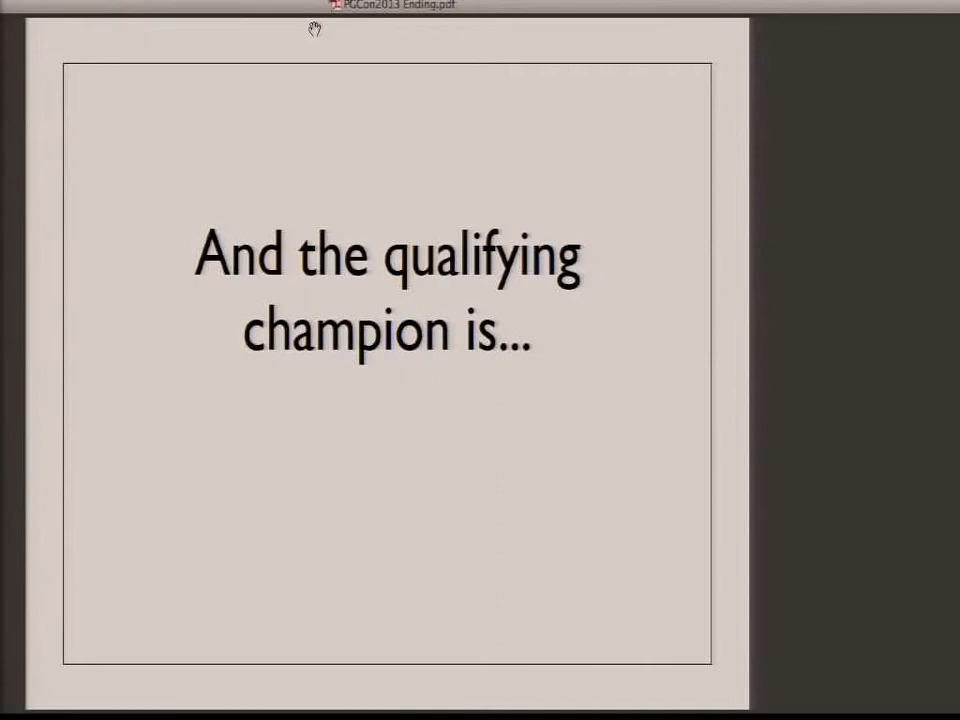 PGCon2013 Ending.pdf
And the qualifying
champion is...